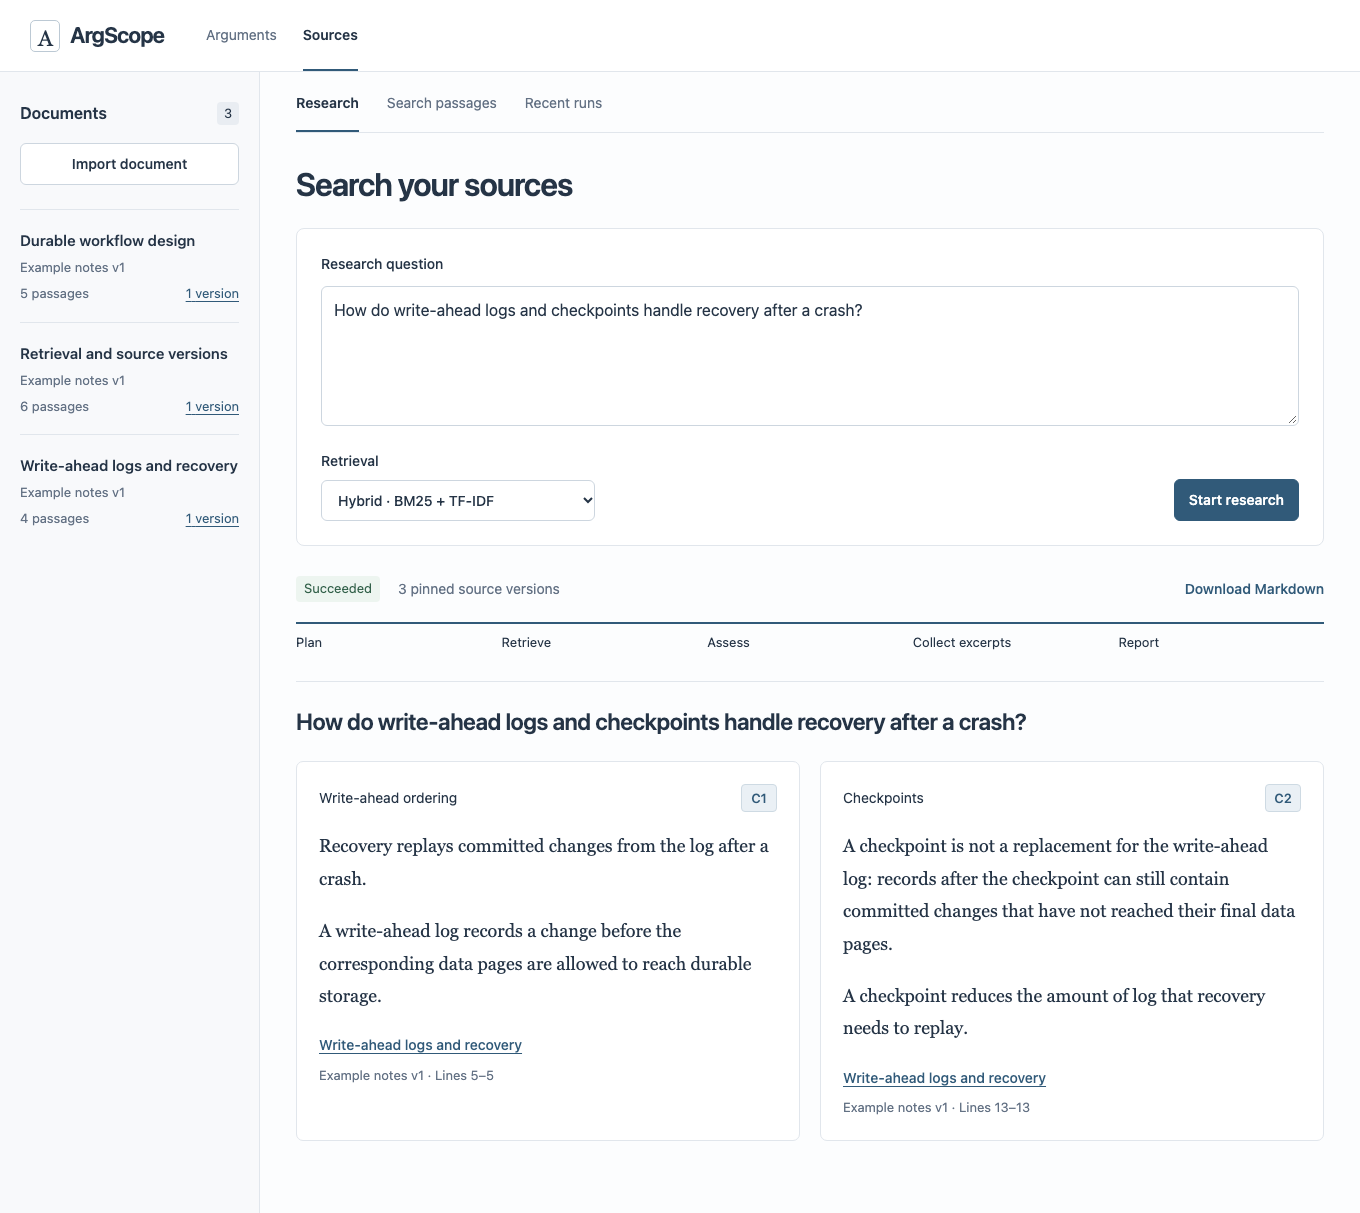 A ArgScope Arguments Sources
Documents 3
Import document
Durable workflow design
Example notes v1
5 passages 1 version
Retrieval and source versions
Example notes v1
6 passages 1 version
Write-ahead logs and recovery
Example notes v1
4 passages 1 version
Research Search passages Recent runs
Search your sources
Research question
How do write-ahead logs and checkpoints handle recovery after a crash?
Retrieval
Hybrid · BM25 + TF-IDF
Start research
Succeeded 3 pinned source versions Download Markdown
Plan Retrieve Assess Collect excerpts Report
How do write-ahead logs and checkpoints handle recovery after a crash?
Write-ahead ordering C1
Recovery replays committed changes from the log after a
crash.
A write-ahead log records a change before the
corresponding data pages are allowed to reach durable
storage.
Write-ahead logs and recovery
Example notes v1 · Lines 5–5
Checkpoints C2
A checkpoint is not a replacement for the write-ahead
log: records after the checkpoint can still contain
committed changes that have not reached their final data
pages.
A checkpoint reduces the amount of log that recovery
needs to replay.
Write-ahead logs and recovery
Example notes v1 · Lines 13–13